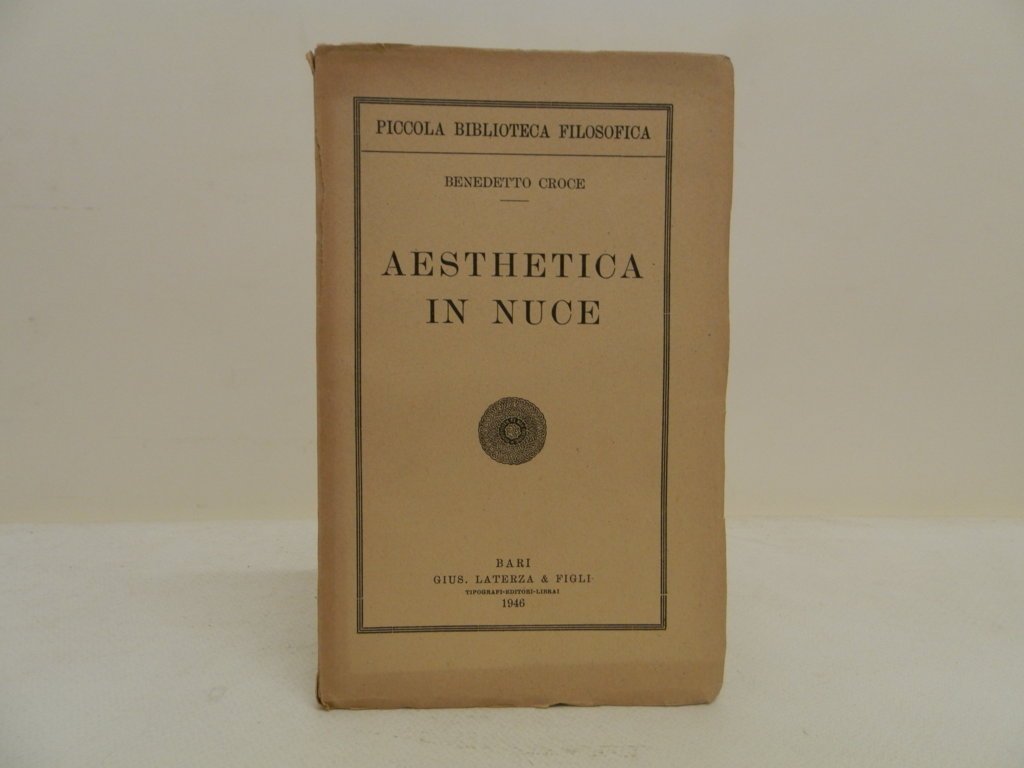 PICCOLA BIBLIOTECA FILOSOFICA
BENEDETTO CROCE
AESTHETICA
IN NUCE
BARI
GIUS. LATERZA & FIGLI
TIPOGRAFI-EDITORI-LIBRAI
1946